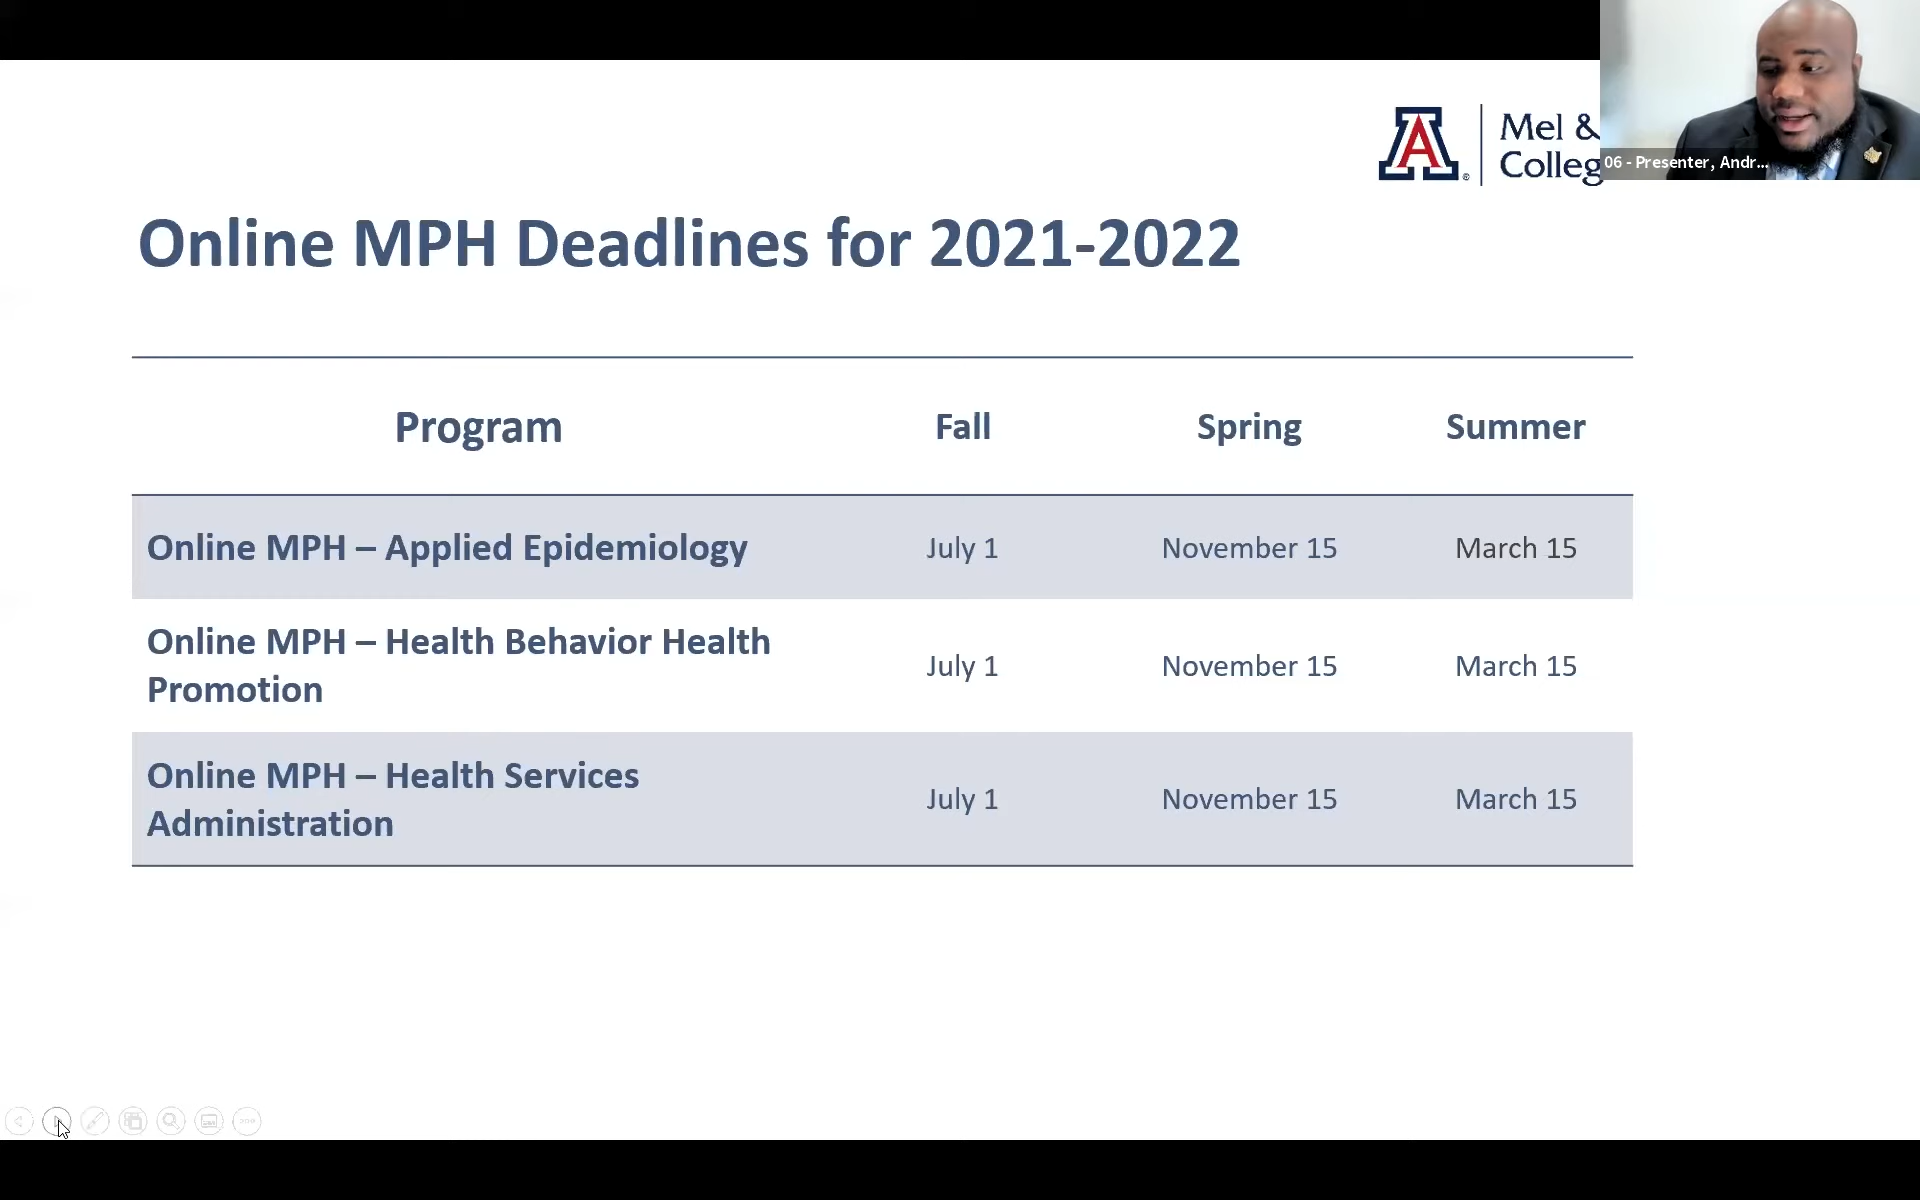 Mel &
Colleg
06 - Presenter, Andr...
Online MPH Deadlines for 2021-2022
Program Fall Spring Summer
Online MPH – Applied Epidemiology July 1 November 15 March 15
Online MPH – Health Behavior Health
Promotion July 1 November 15 March 15
Online MPH – Health Services
Administration July 1 November 15 March 15